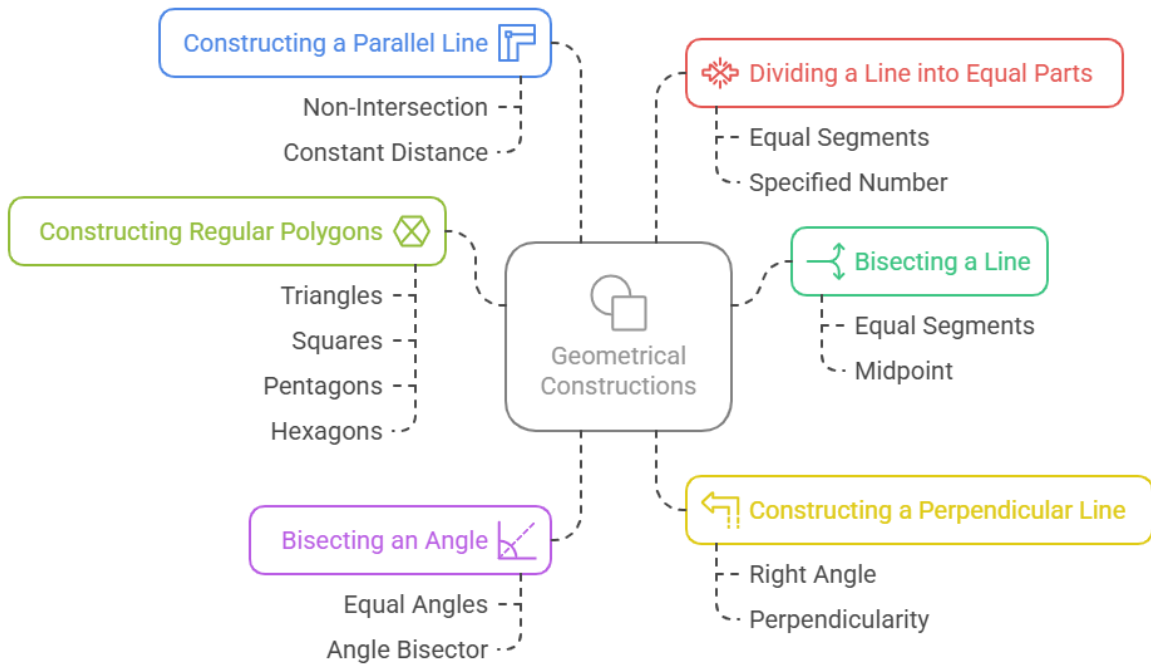 Constructing a Parallel Line
Non-Intersection
Constant Distance
Dividing a Line into Equal Parts
Equal Segments
Specified Number
Constructing Regular Polygons
Triangles
Squares
Pentagons
Hexagons
Bisecting a Line
Equal Segments
Midpoint
Geometrical
Constructions
Bisecting an Angle
Equal Angles
Angle Bisector
Constructing a Perpendicular Line
Right Angle
Perpendicularity